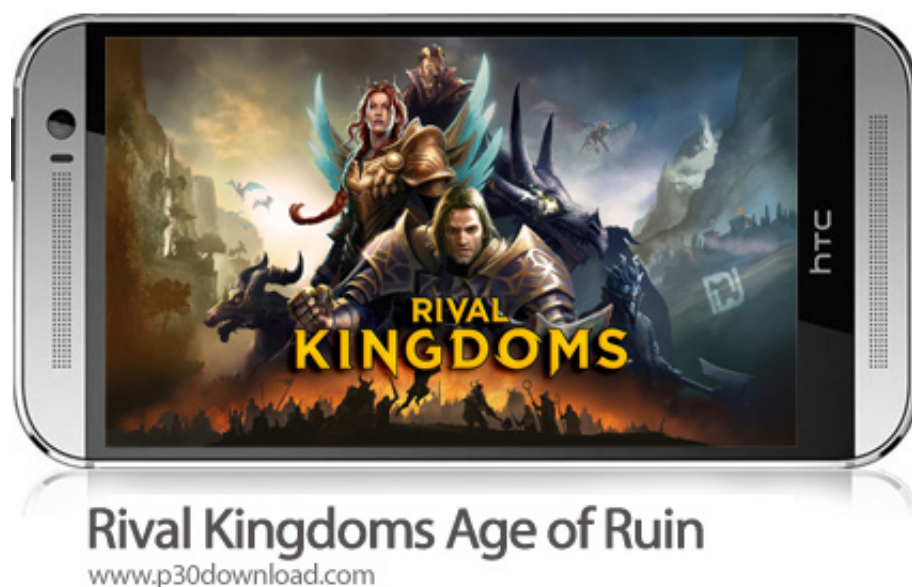 RIVAL
KINGDOMS
hTC
Rival Kingdoms Age of Ruin
www.p30download.com